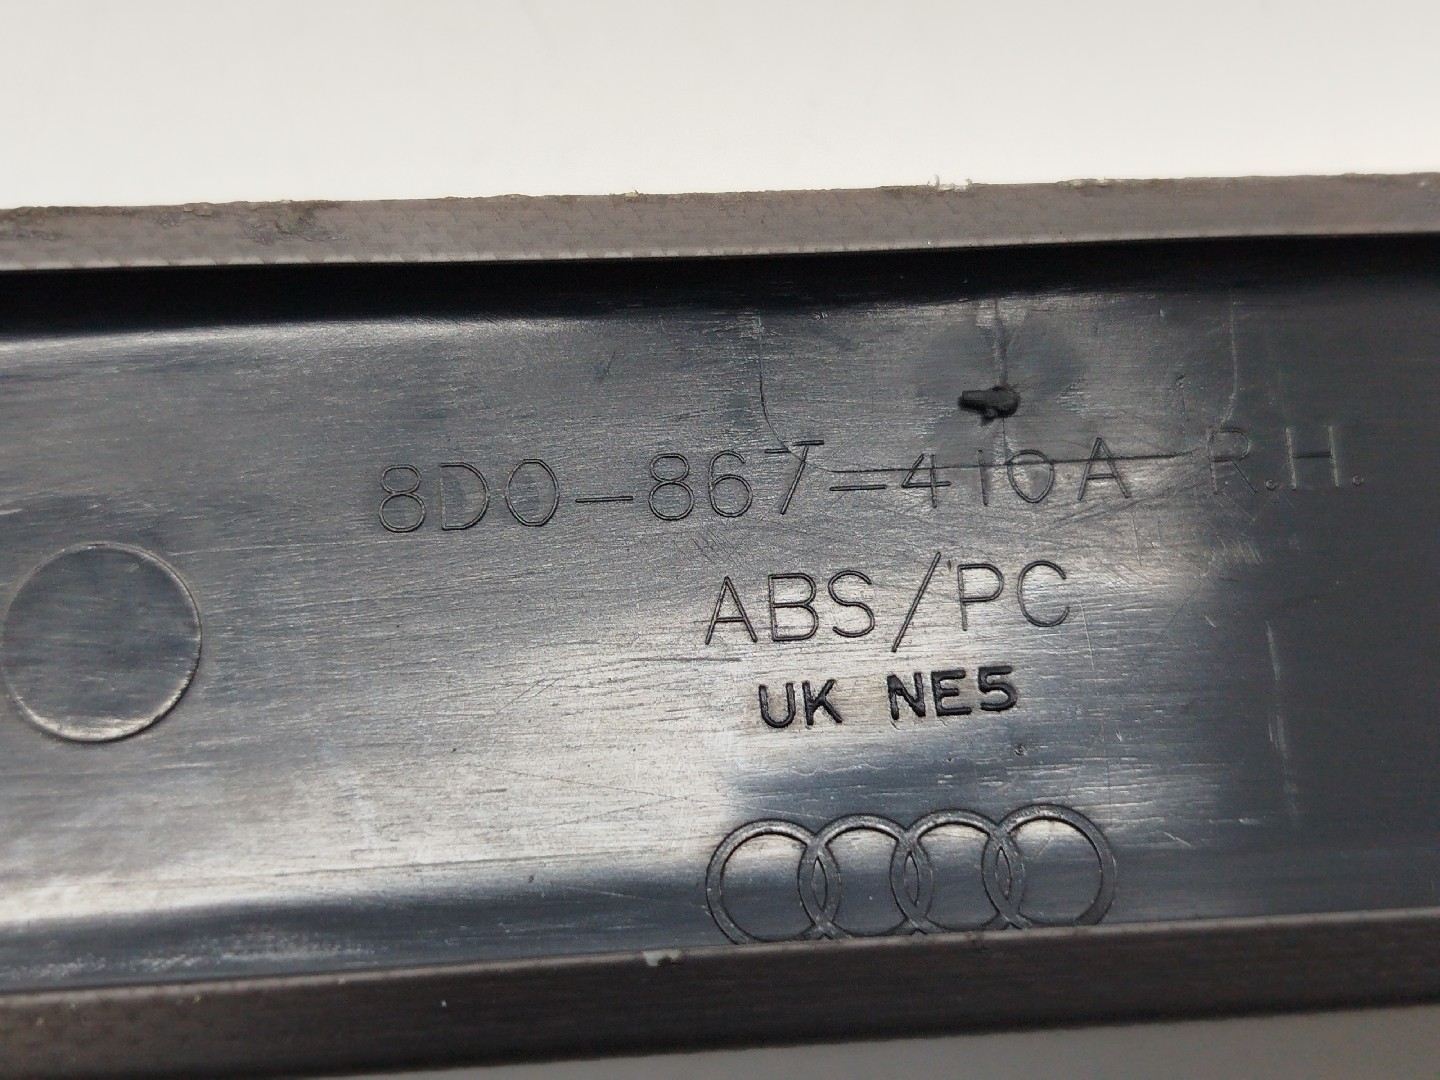 8D0-867-410A R.H.
ABS/PC
UK NE5